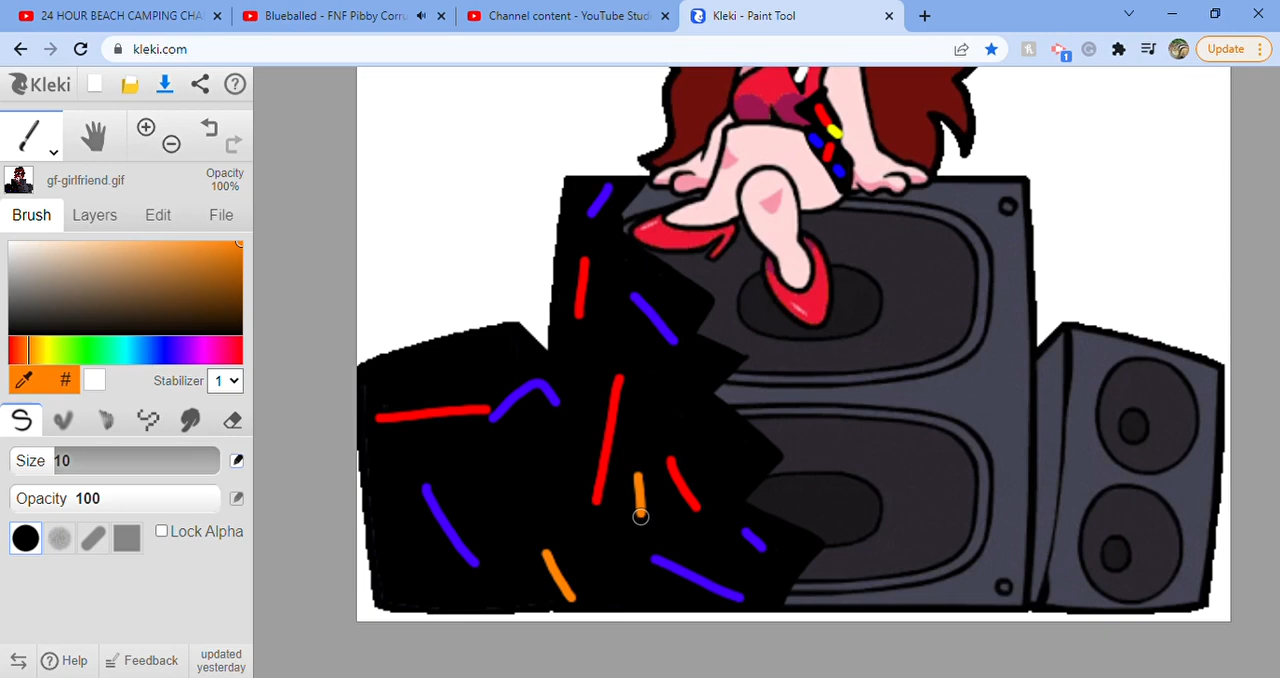 24 HOUR BEACH CAMPING CHA
Blueballed - FNF Pibby Corru
Channel content - YouTube Stud
Kleki - Paint Tool
kleki.com
1
Update
Kleki
gf-girlfriend.gif
Opacity
100%
Brush
Layers
Edit
File
#
Stabilizer
1
Size 10
Opacity 100
Lock Alpha
Help
Feedback
updated
yesterday